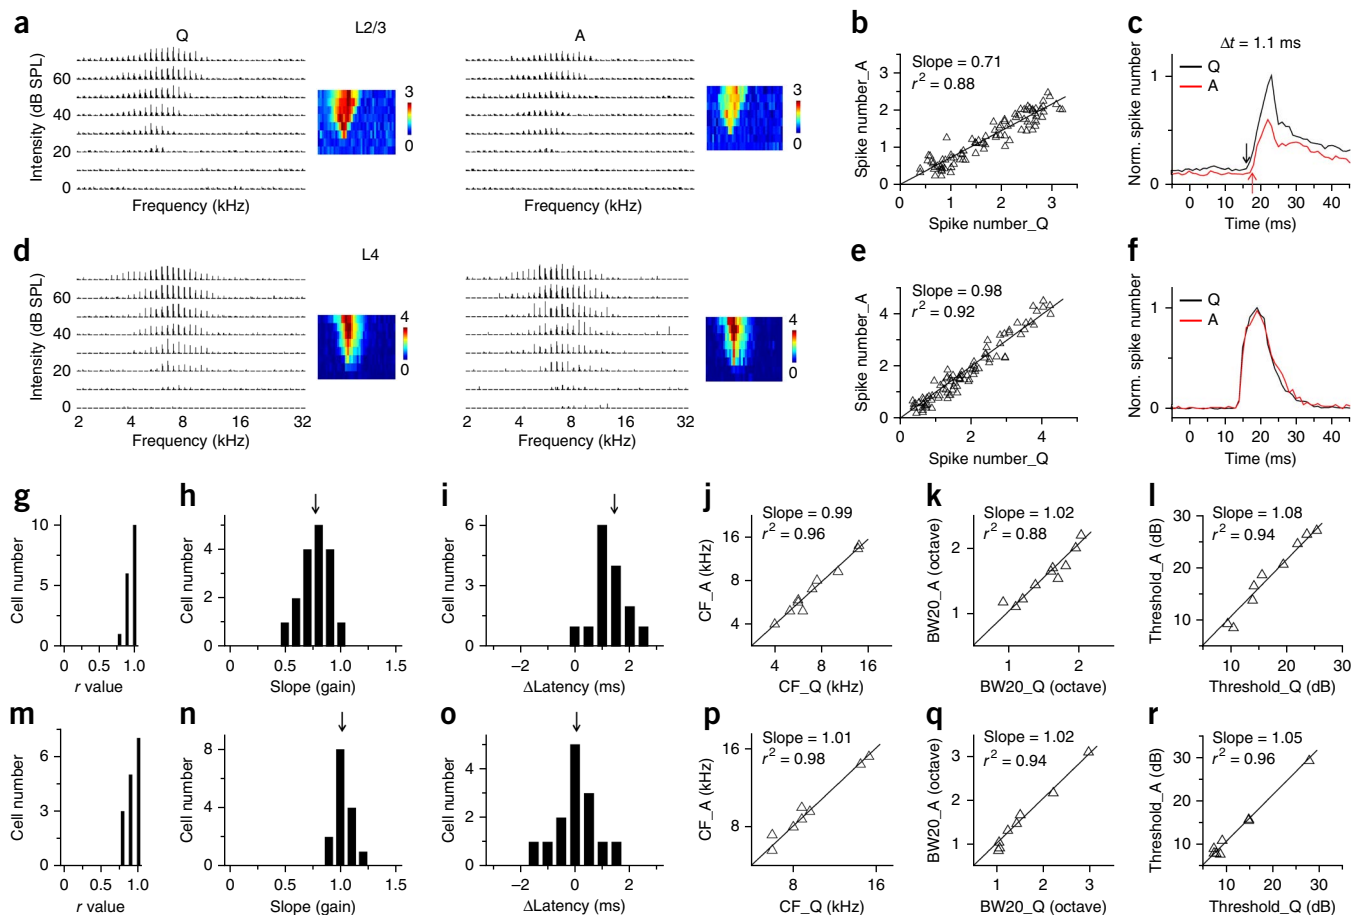 a
Q
L2/3
A
Intensity (dB SPL)
60
40
20
0
3
0
3
0
Frequency (kHz)
Frequency (kHz)
b
Slope = 0.71
r² = 0.88
Spike number_A
3
2
1
0
0
1
2
3
Spike number_Q
c
Δt = 1.1 ms
Q
A
Norm. spike number
1
0
0
10
20
30
40
Time (ms)
d
L4
Intensity (dB SPL)
60
40
20
0
4
0
4
0
2
4
8
16
32
Frequency (kHz)
2
4
8
16
32
Frequency (kHz)
e
Slope = 0.98
r² = 0.92
Spike number_A
4
2
0
0
2
4
Spike number_Q
f
Q
A
Norm. spike number
1
0
0
10
20
30
40
Time (ms)
g
Cell number
10
5
0
0
0.5
1.0
r value
h
Cell number
4
2
0
0
0.5
1.0
1.5
Slope (gain)
i
Cell number
6
3
0
−2
0
2
ΔLatency (ms)
j
Slope = 0.99
r² = 0.96
CF_A (kHz)
16
8
4
4
8
16
CF_Q (kHz)
k
Slope = 1.02
r² = 0.88
BW20_A (octave)
2
1
1
2
BW20_Q (octave)
l
Slope = 1.08
r² = 0.94
Threshold_A (dB)
30
20
10
10
20
30
Threshold_Q (dB)
m
Cell number
6
3
0
0
0.5
1.0
r value
n
Cell number
8
4
0
0
0.5
1.0
1.5
Slope (gain)
o
Cell number
4
2
0
−2
0
2
ΔLatency (ms)
p
Slope = 1.01
r² = 0.98
CF_A (kHz)
16
8
8
16
CF_Q (kHz)
q
Slope = 1.02
r² = 0.94
BW20_A (octave)
3
2
1
1
2
3
BW20_Q (octave)
r
Slope = 1.05
r² = 0.96
Threshold_A (dB)
30
20
10
10
20
30
Threshold_Q (dB)